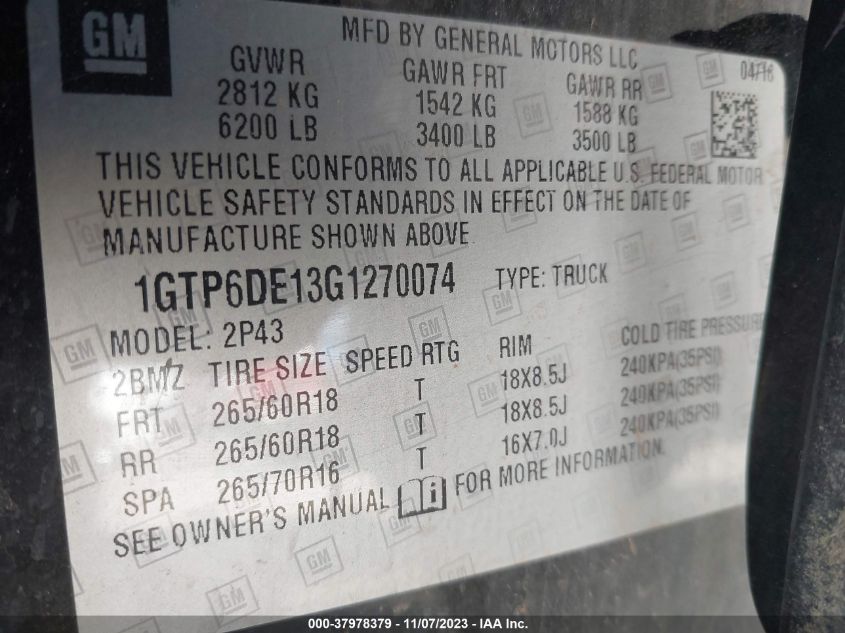 GM
MFD BY GENERAL MOTORS LLC
04/16
GVWR GAWR FRT GAWR RR
2812 KG 1542 KG 1588 KG
6200 LB 3400 LB 3500 LB
THIS VEHICLE CONFORMS TO ALL APPLICABLE U.S. FEDERAL MOTOR
VEHICLE SAFETY STANDARDS IN EFFECT ON THE DATE OF
MANUFACTURE SHOWN ABOVE
1GTP6DE13G1270074 TYPE: TRUCK
MODEL: 2P43
2BMZ TIRE SIZE SPEED RTG RIM COLD TIRE PRESSURE
FRT 265/60R18 T 18X8.5J 240KPA(35PSI)
RR 265/60R18 T 18X8.5J 240KPA(35PSI)
SPA 265/70R16 T 16X7.0J 240KPA(35PSI)
SEE OWNER'S MANUAL FOR MORE INFORMATION.
000-37978379 — 11/07/2023 — IAA Inc.